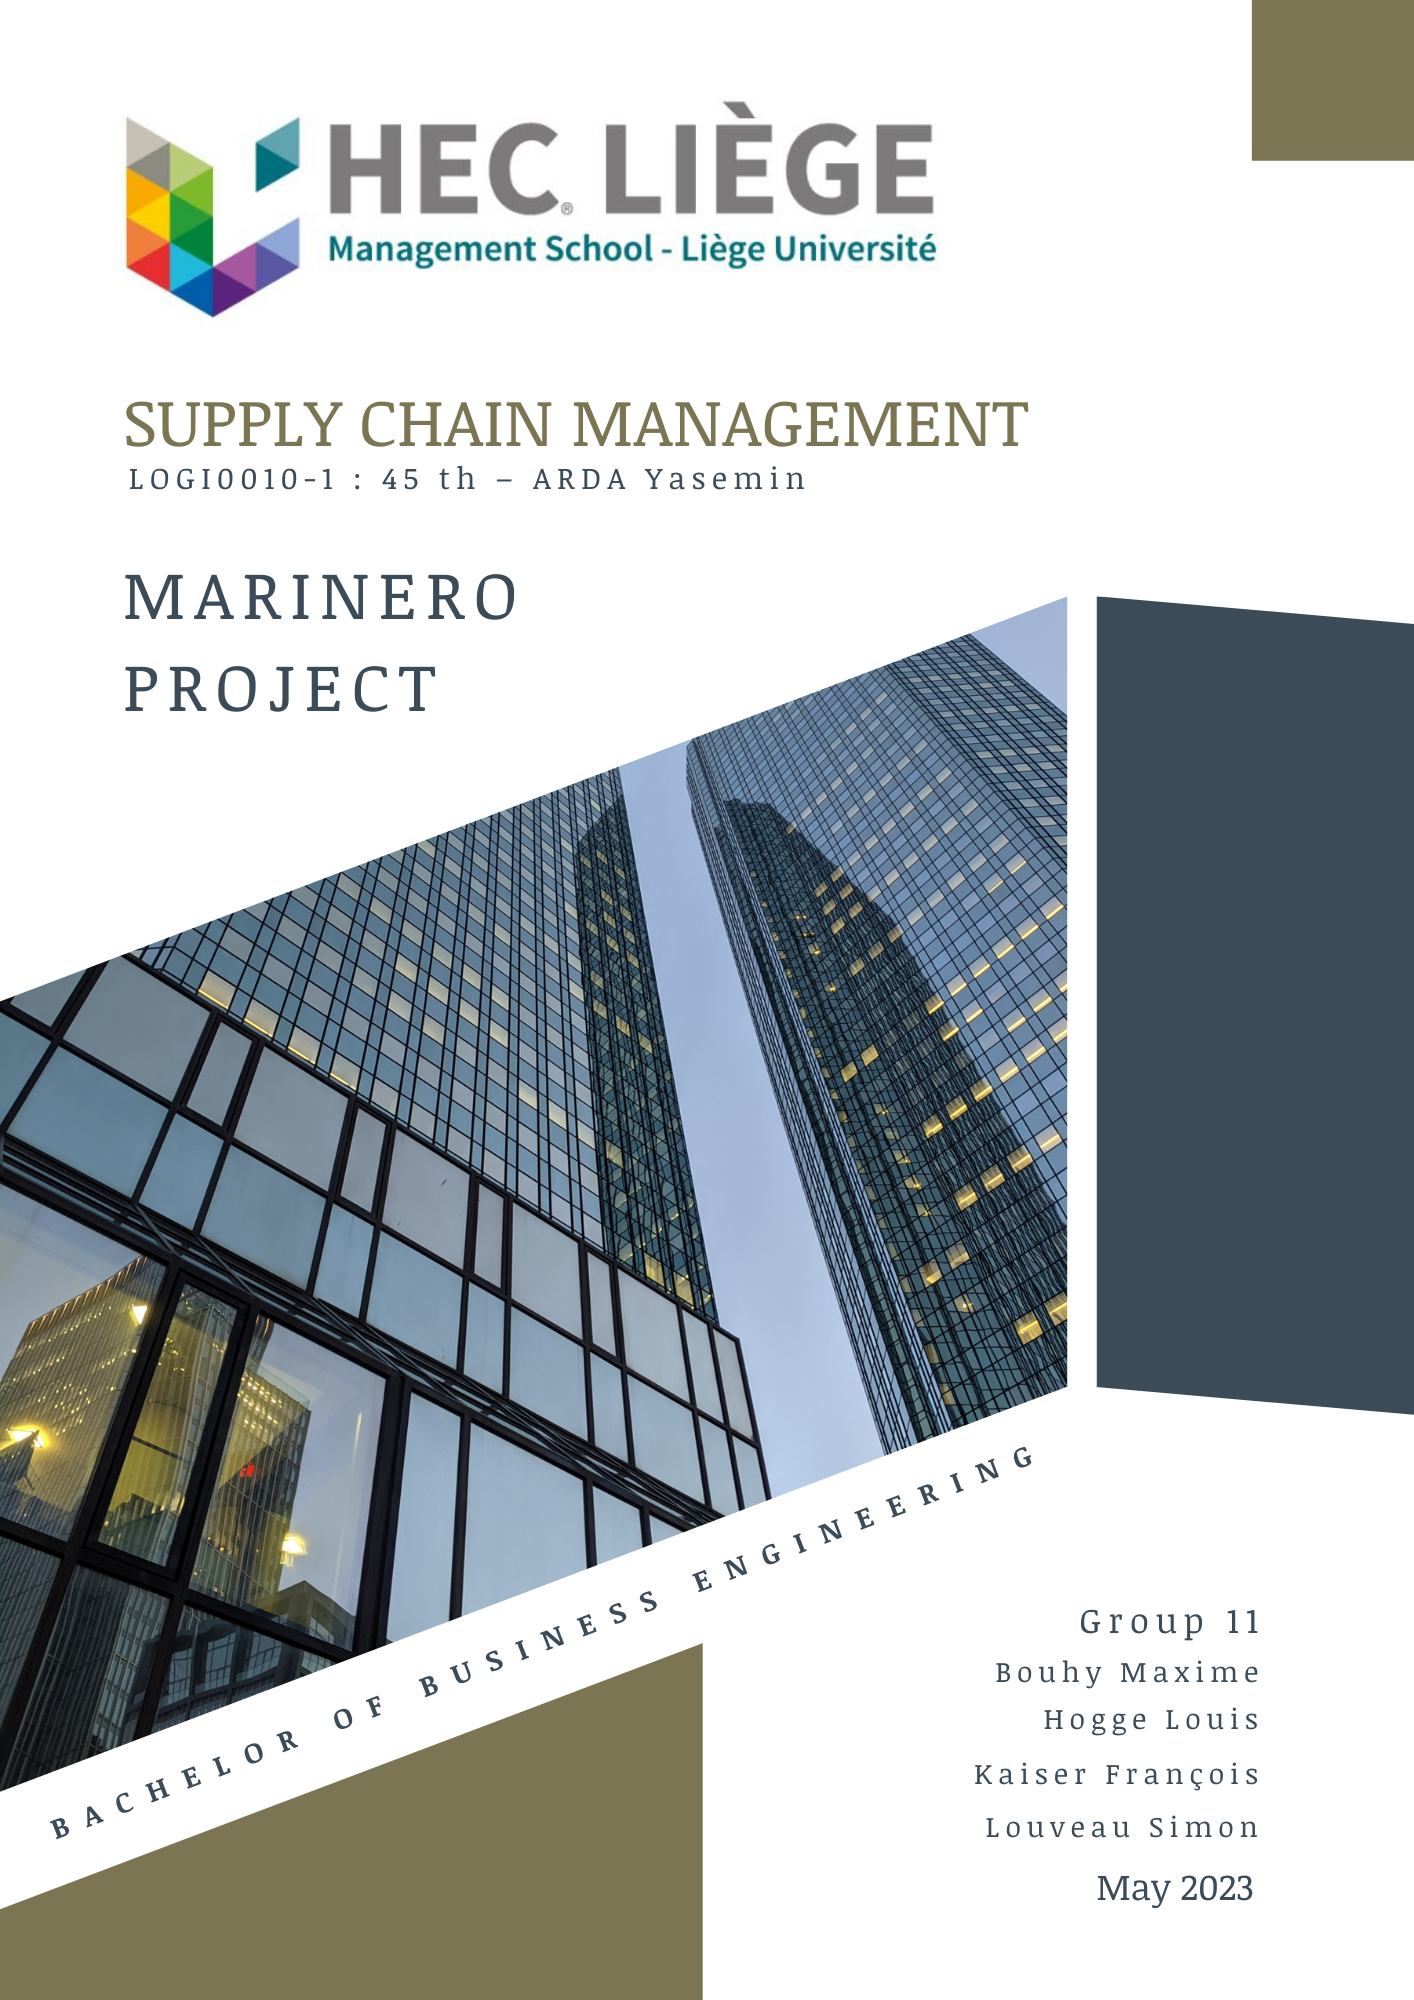 HEC® LIÈGE
Management School - Liège Université
SUPPLY CHAIN MANAGEMENT
LOGI0010-1 : 45 th – ARDA Yasemin
MARINERO
PROJECT
BACHELOR OF BUSINESS ENGINEERING
Group 11
Bouhy Maxime
Hogge Louis
Kaiser François
Louveau Simon
May 2023